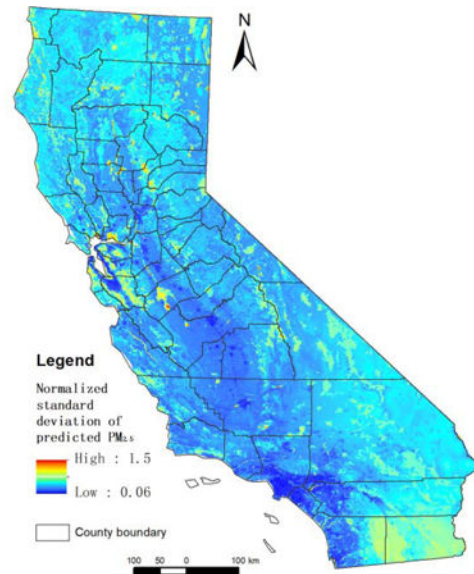 N
Legend
Normalized
standard
deviation of
predicted PM₂.₅
High : 1.5
Low : 0.06
County boundary
100 50 0 100 km